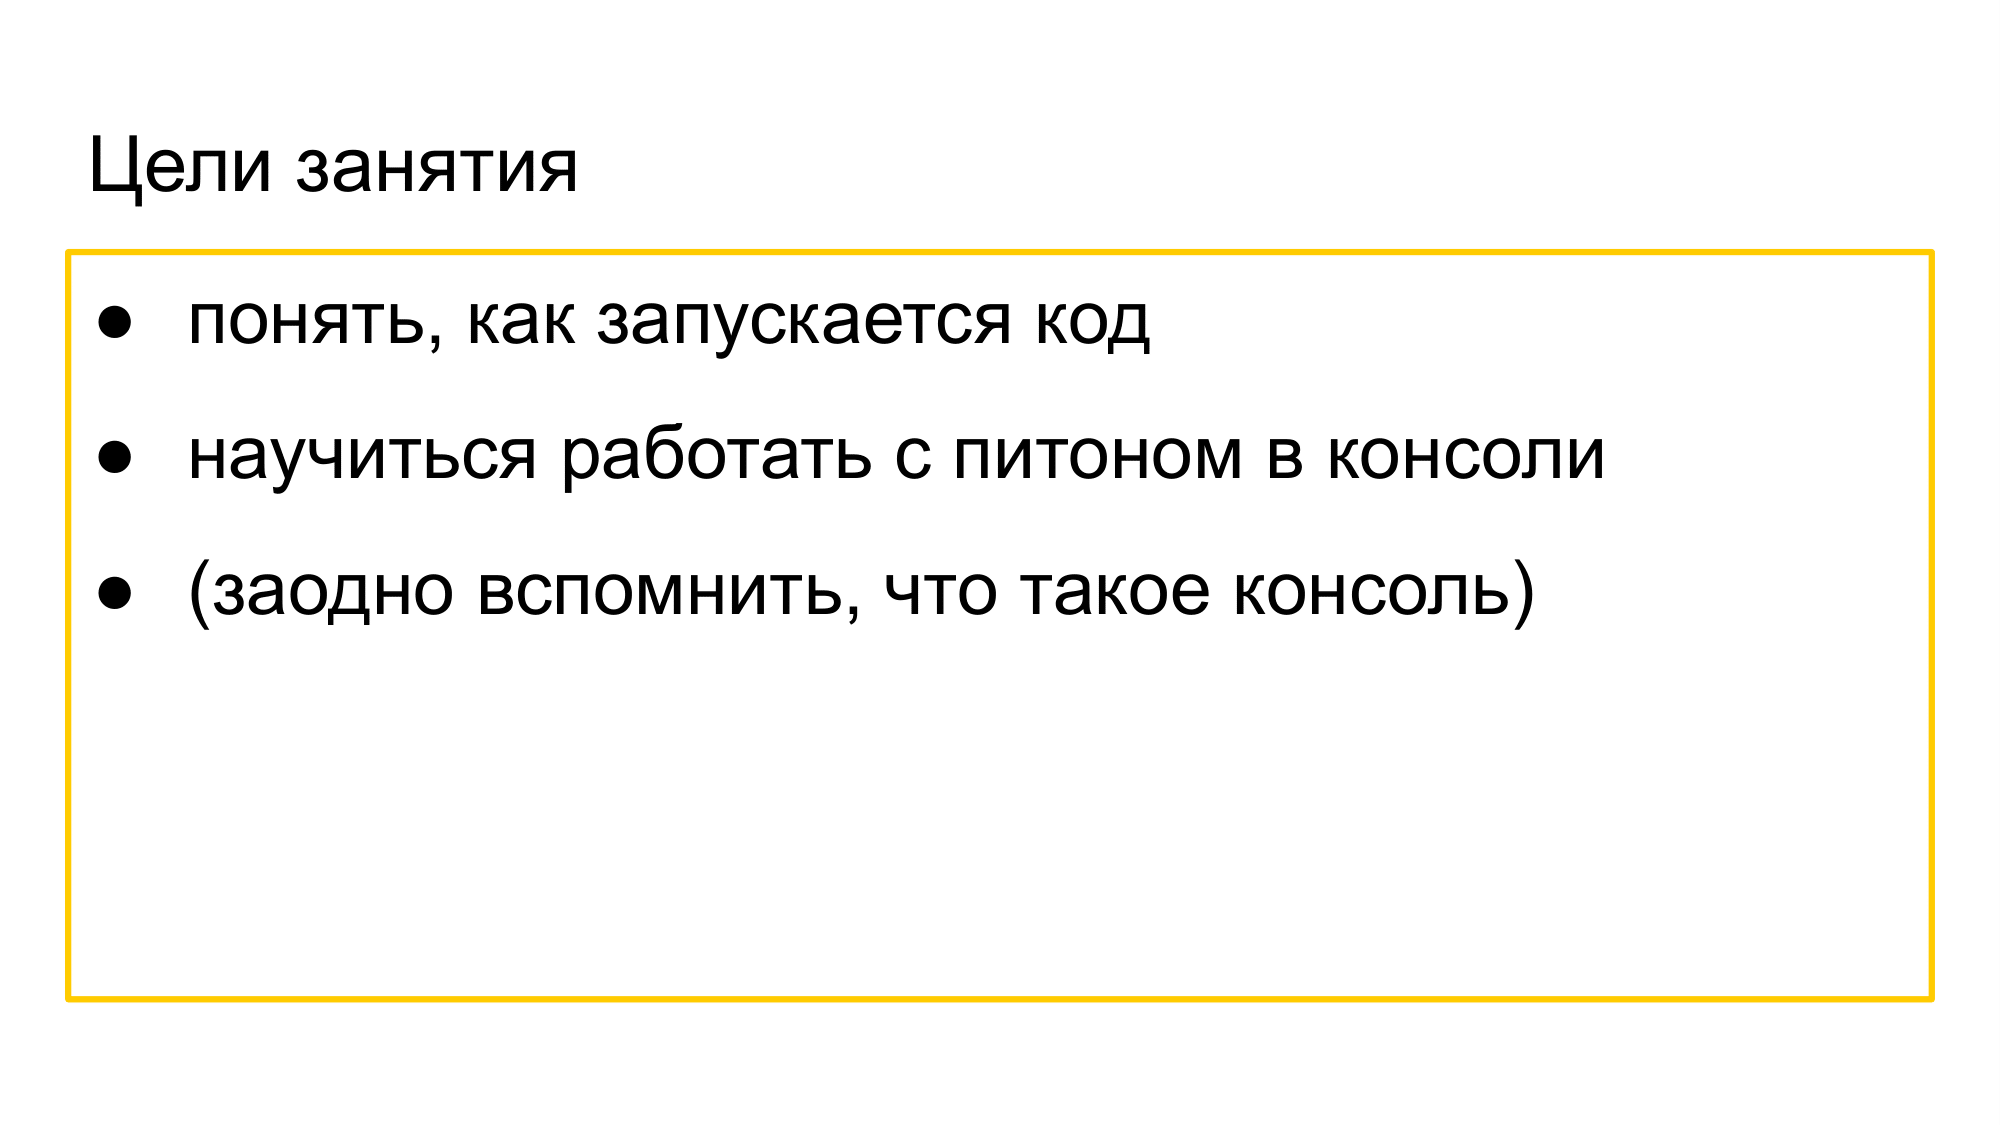 Цели занятия
● понять, как запускается код
● научиться работать с питоном в консоли
● (заодно вспомнить, что такое консоль)